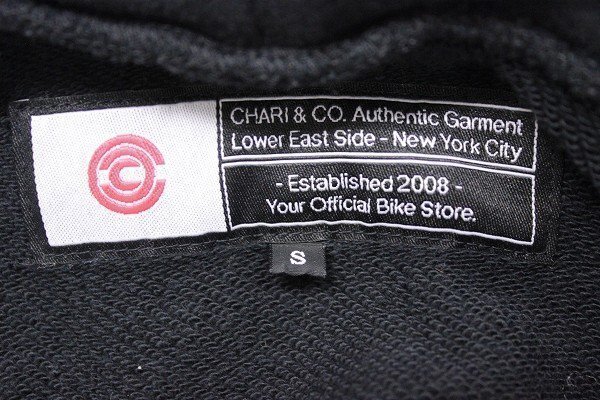 CHARI & CO. Authentic Garment
Lower East Side - New York City
- Established 2008 -
Your Official Bike Store.
S